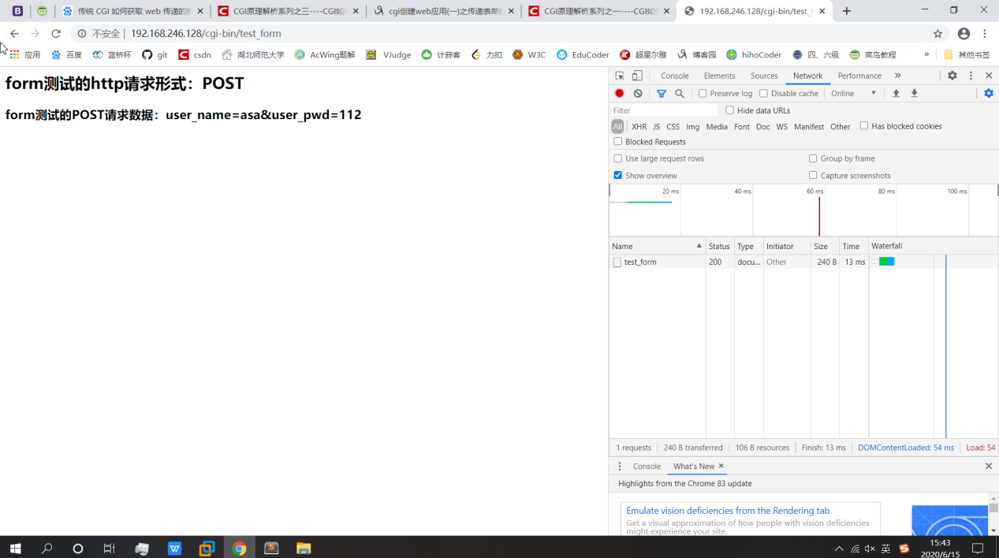 B
传统 CGI 如何获取 web 传递的
CGI原理解析系列之三----CGI如
cgi创建web应用(一)之传递表单
CGI原理解析系列之一----CGI如
192.168.246.128/cgi-bin/test_
不安全 | 192.168.246.128/cgi-bin/test_form
应用 百度 蓝桥杯 git csdn 湖北师范大学 AcWing题解 VJudge 计蒜客 力扣 W3C EduCoder 超星尔雅 博客园 hihoCoder 四、六级 菜鸟教程 » 其他书签
form测试的http请求形式：POST
form测试的POST请求数据：user_name=asa&user_pwd=112
Console Elements Sources Network Performance »
Preserve log Disable cache Online
Filter Hide data URLs
All XHR JS CSS Img Media Font Doc WS Manifest Other Has blocked cookies
Blocked Requests
Use large request rows Group by frame
Show overview Capture screenshots
20 ms 40 ms 60 ms 80 ms 100 ms
Name Status Type Initiator Size Time Waterfall
test_form 200 docu... Other 240 B 13 ms
1 requests 240 B transferred 106 B resources Finish: 13 ms DOMContentLoaded: 54 ms Load: 54
Console What's New
Highlights from the Chrome 83 update
Emulate vision deficiencies from the Rendering tab
Get a visual approximation of how people with vision deficiencies
might experience your site.
英
15:43
2020/6/15